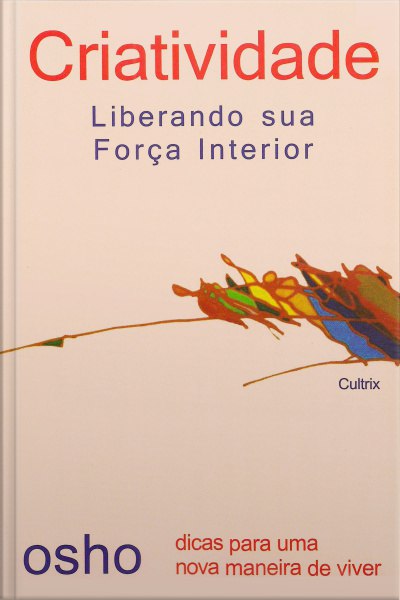 Criatividade
Liberando sua
Força Interior
Cultrix
osho
dicas para uma
nova maneira de viver